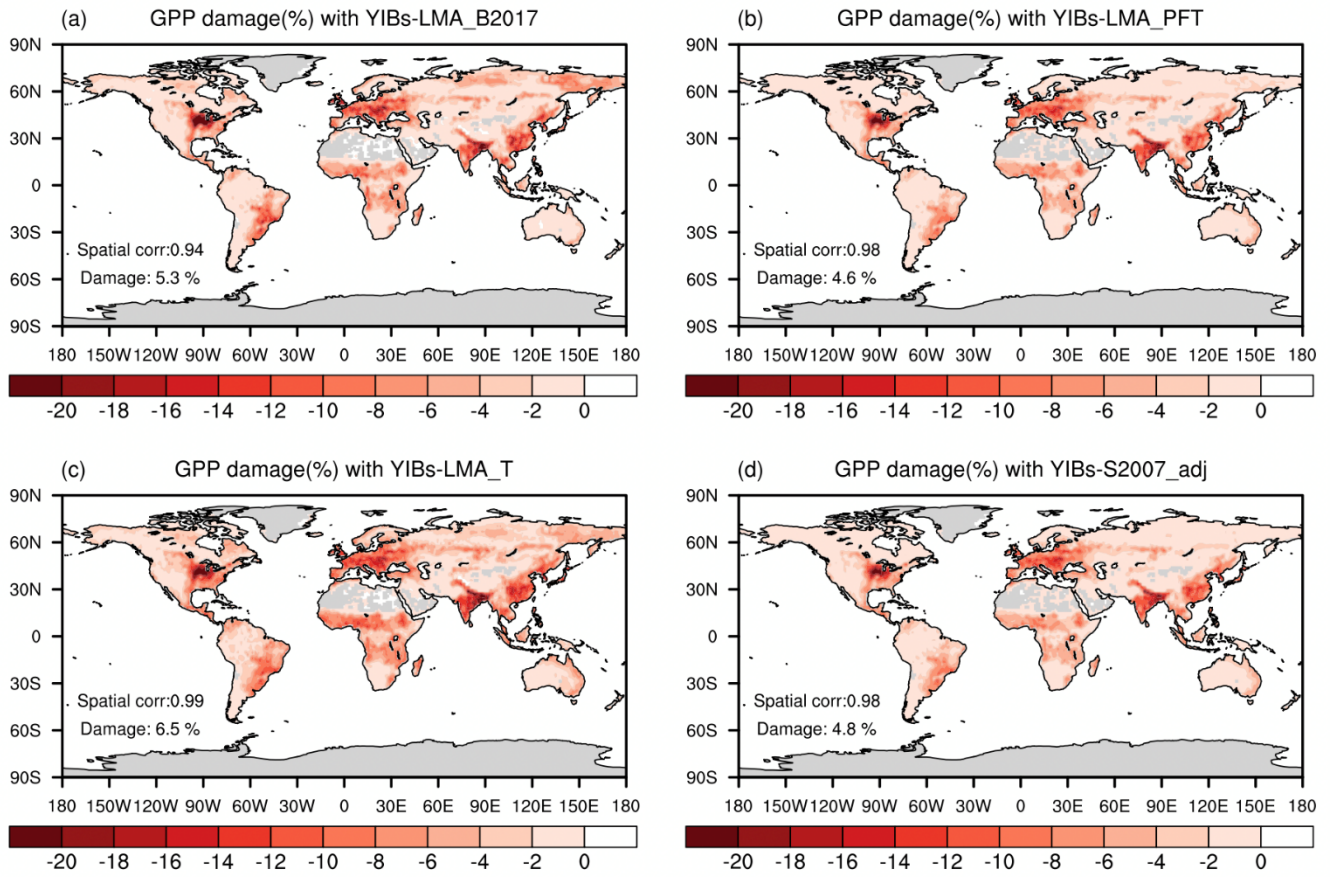 (a) GPP damage(%) with YIBs-LMA_B2017
90N
60N
30N
0
30S
60S
90S
Spatial corr:0.94
Damage: 5.3 %
180 150W 120W 90W 60W 30W 0 30E 60E 90E 120E 150E 180
-20 -18 -16 -14 -12 -10 -8 -6 -4 -2 0
(b) GPP damage(%) with YIBs-LMA_PFT
90N
60N
30N
0
30S
60S
90S
Spatial corr:0.98
Damage: 4.6 %
180 150W 120W 90W 60W 30W 0 30E 60E 90E 120E 150E 180
-20 -18 -16 -14 -12 -10 -8 -6 -4 -2 0
(c) GPP damage(%) with YIBs-LMA_T
90N
60N
30N
0
30S
60S
90S
Spatial corr:0.99
Damage: 6.5 %
180 150W 120W 90W 60W 30W 0 30E 60E 90E 120E 150E 180
-20 -18 -16 -14 -12 -10 -8 -6 -4 -2 0
(d) GPP damage(%) with YIBs-S2007_adj
90N
60N
30N
0
30S
60S
90S
Spatial corr:0.98
Damage: 4.8 %
180 150W 120W 90W 60W 30W 0 30E 60E 90E 120E 150E 180
-20 -18 -16 -14 -12 -10 -8 -6 -4 -2 0